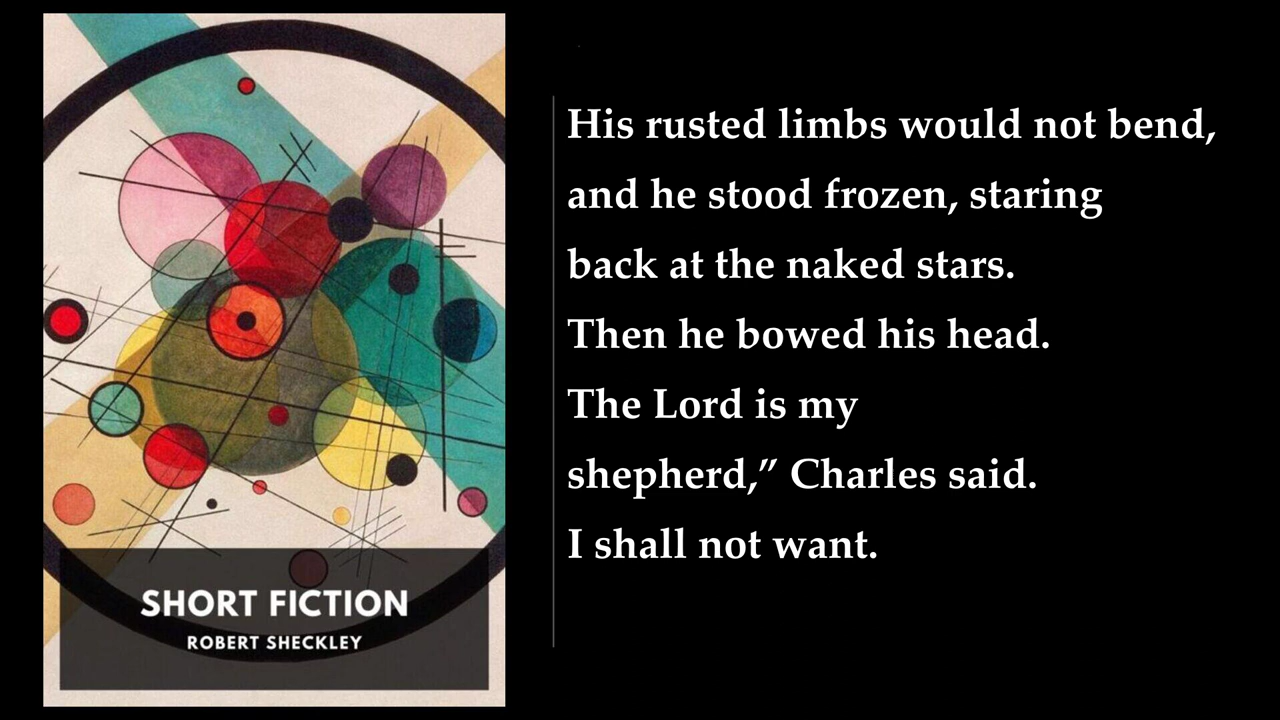 SHORT FICTION
ROBERT SHECKLEY
His rusted limbs would not bend,
and he stood frozen, staring
back at the naked stars.
Then he bowed his head.
The Lord is my
shepherd,” Charles said.
I shall not want.